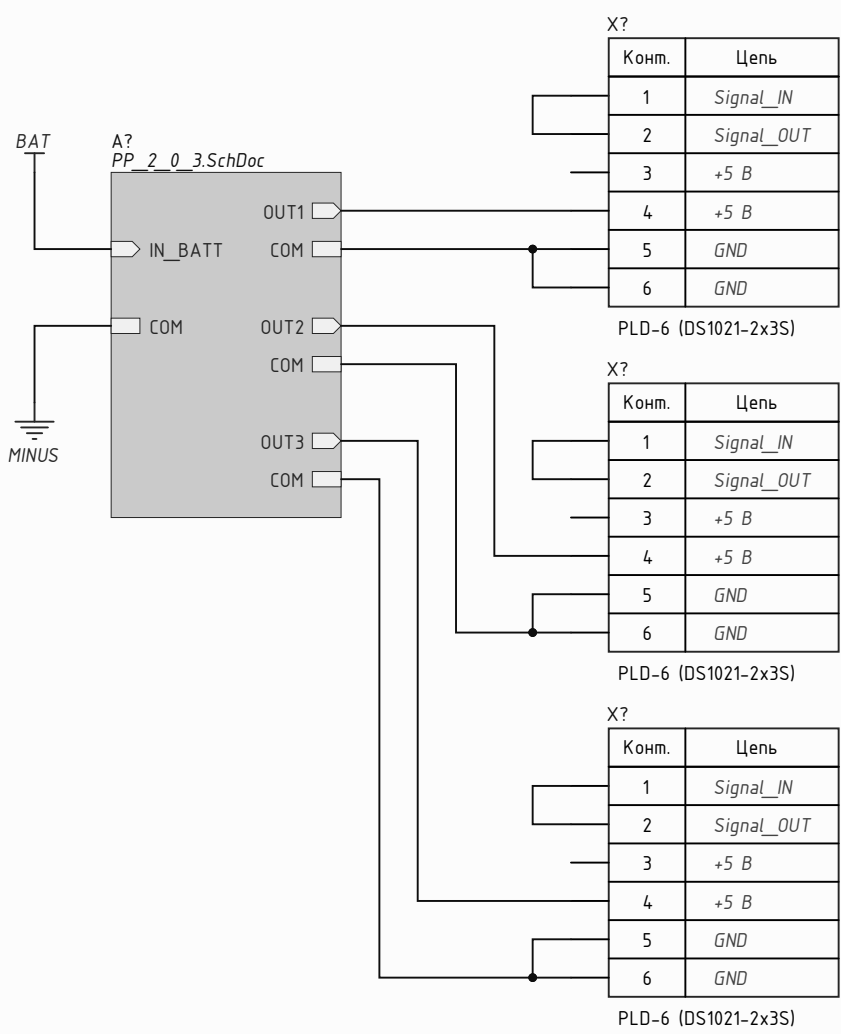 BAT
A?
PP_2_0_3.SchDoc
OUT1
IN_BATT
COM
COM
OUT2
COM
OUT3
COM
MINUS
X?
Конт. Цепь
1 Signal_IN
2 Signal_OUT
3 +5 В
4 +5 В
5 GND
6 GND
PLD-6 (DS1021-2x3S)
X?
Конт. Цепь
1 Signal_IN
2 Signal_OUT
3 +5 В
4 +5 В
5 GND
6 GND
PLD-6 (DS1021-2x3S)
X?
Конт. Цепь
1 Signal_IN
2 Signal_OUT
3 +5 В
4 +5 В
5 GND
6 GND
PLD-6 (DS1021-2x3S)